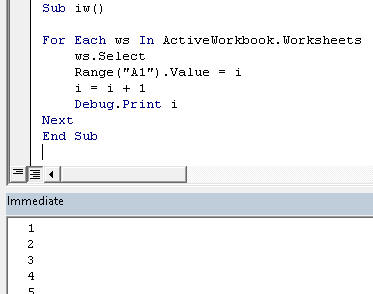 Sub iw()
For Each ws In ActiveWorkbook.Worksheets
ws.Select
Range("A1").Value = i
i = i + 1
Debug.Print i
Next
End Sub
Immediate
1
2
3
4
5